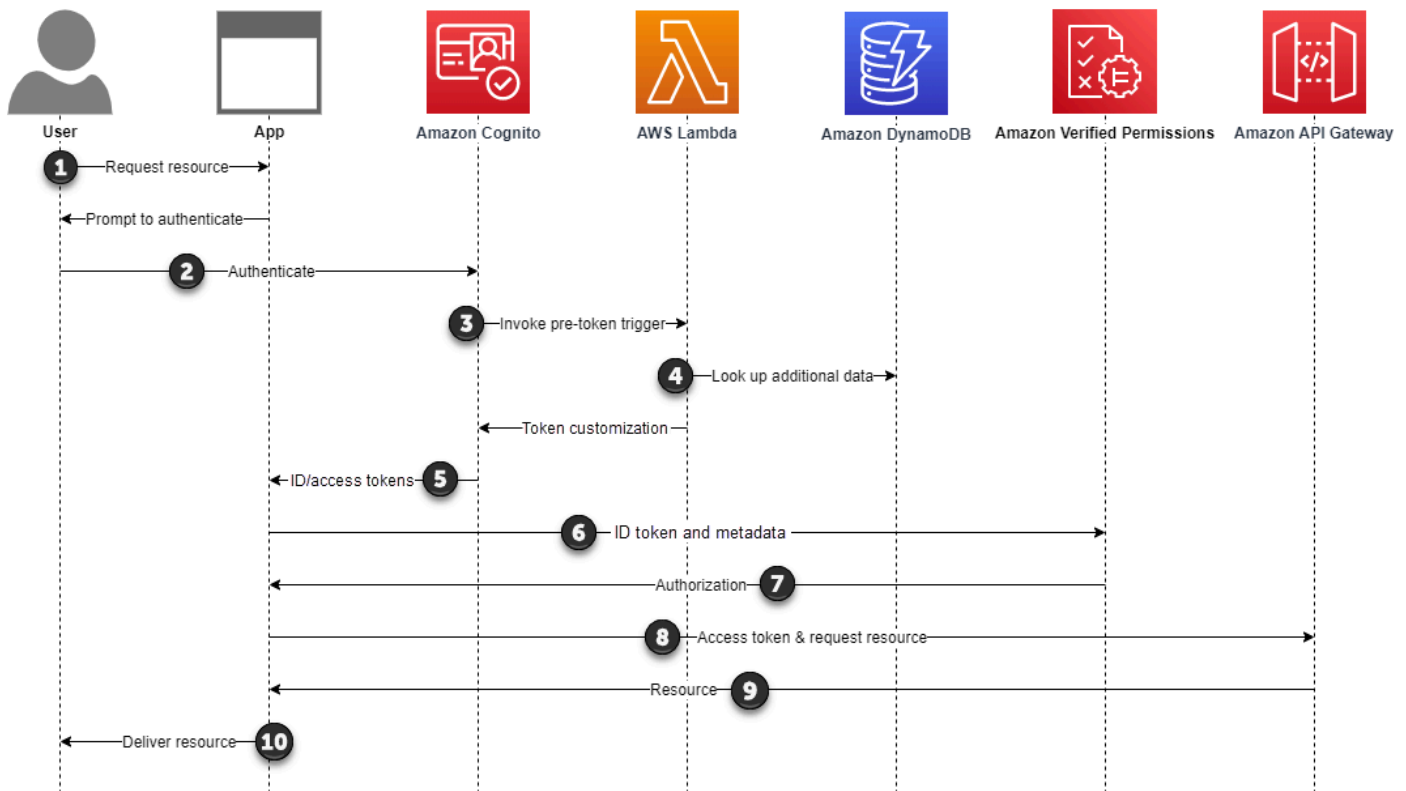 User
App
Amazon Cognito
AWS Lambda
Amazon DynamoDB
Amazon Verified Permissions
Amazon API Gateway
1 Request resource
Prompt to authenticate
2 Authenticate
3 Invoke pre-token trigger
4 Look up additional data
Token customization
ID/access tokens 5
6 ID token and metadata
Authorization 7
8 Access token & request resource
Resource 9
Deliver resource 10